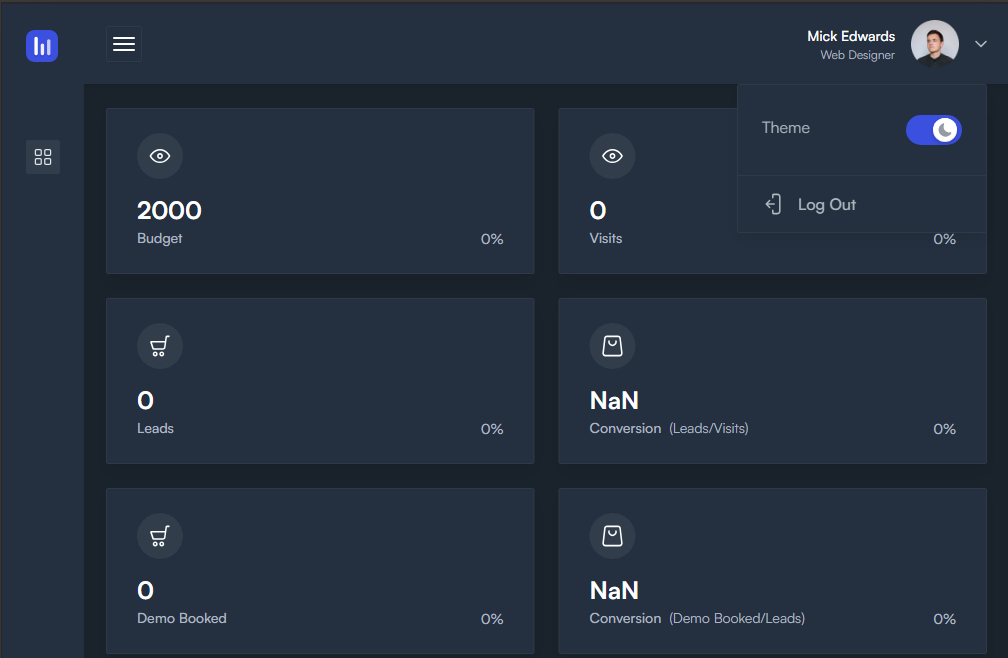 Mick Edwards
Web Designer
Theme
Log Out
2000
Budget 0%
0
Visits 0%
0
Leads 0%
NaN
Conversion (Leads/Visits) 0%
0
Demo Booked 0%
NaN
Conversion (Demo Booked/Leads) 0%